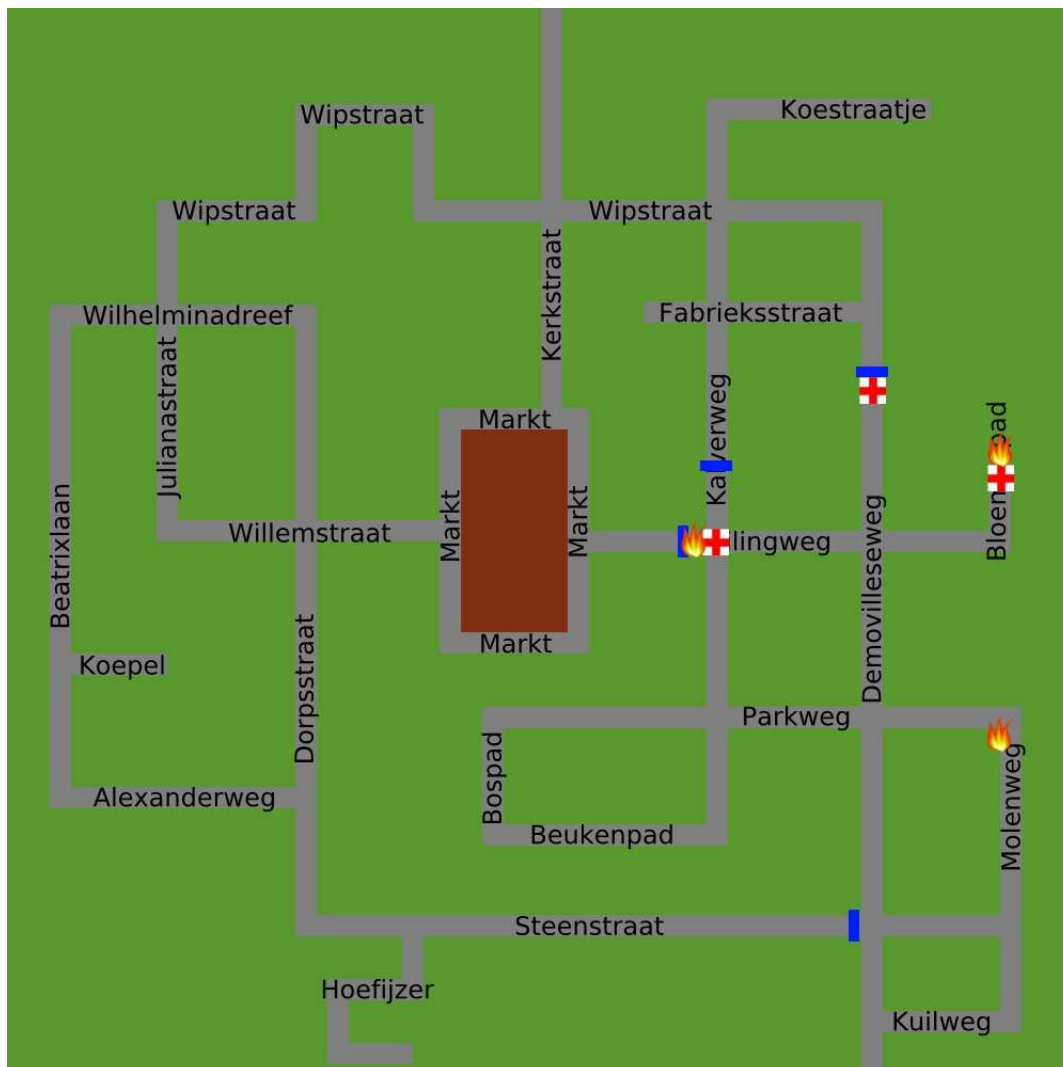 Koestraatje
Wipstraat
Wipstraat
Wipstraat
Kerkstraat
Wilhelminadreef
Fabrieksstraat
Julianastraat
Markt
Willemstraat
Markt
Markt
Demovilleseweg
Beatrixlaan
Koepel
Markt
Dorpsstraat
Parkweg
Bospad
Molenweg
Alexanderweg
Beukenpad
Steenstraat
Hoefijzer
Kuilweg